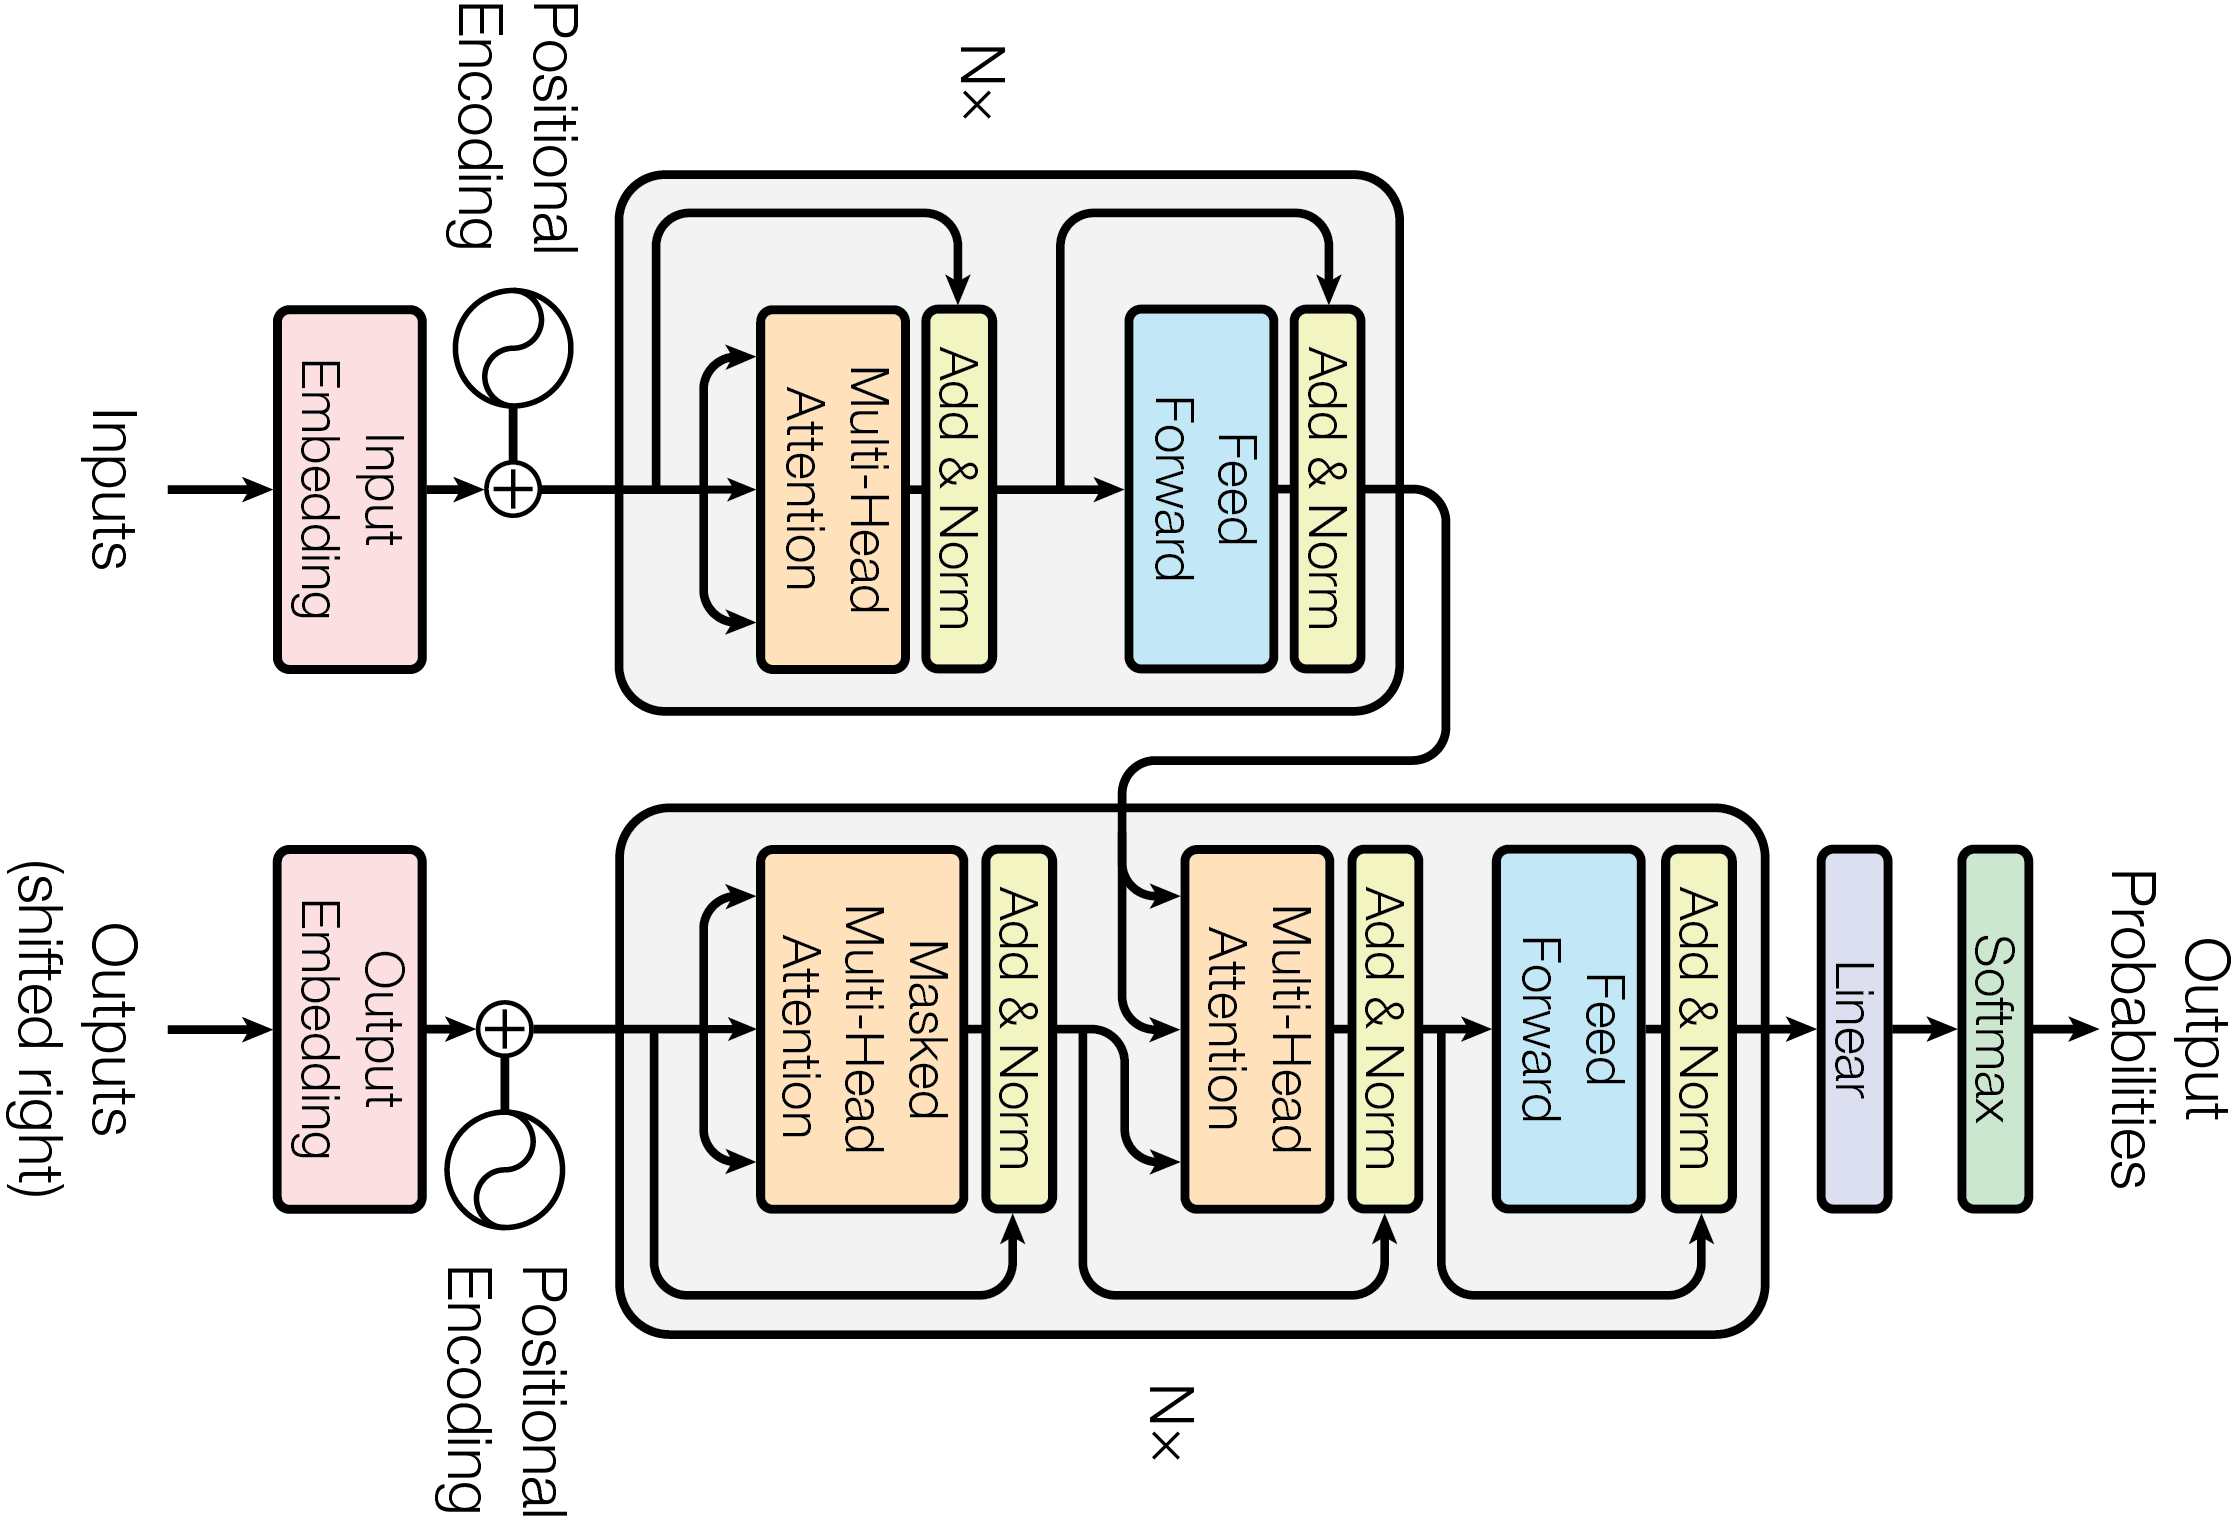 Output
Probabilities
Softmax
Linear
Add & Norm
Feed
Forward
Add & Norm
Multi-Head
Attention
Add & Norm
Masked
Multi-Head
Attention
Nx
Add & Norm
Feed
Forward
Add & Norm
Multi-Head
Attention
Nx
Positional
Encoding
Positional
Encoding
Input
Embedding
Output
Embedding
Inputs
Outputs
(shifted right)